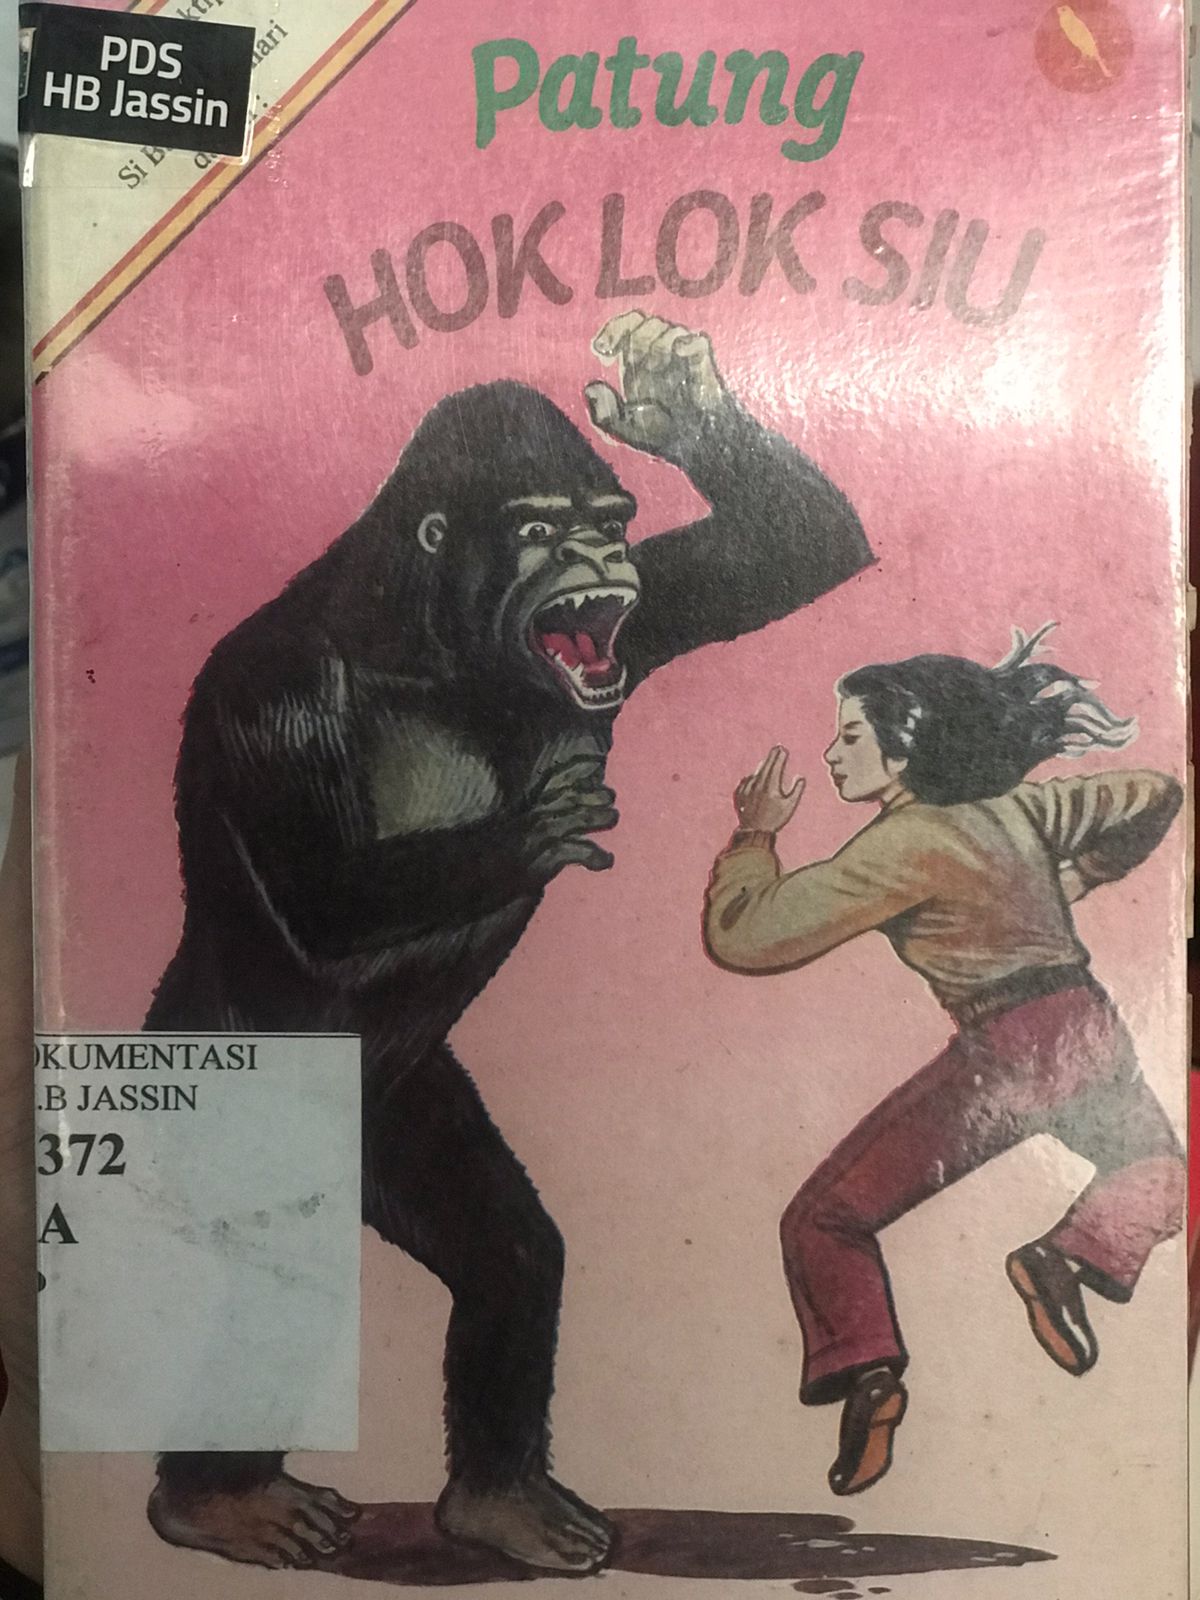 PDS
HB Jassin
Si
Patung
HOK LOK SIU
OKUMENTASI
.B JASSIN
372
A